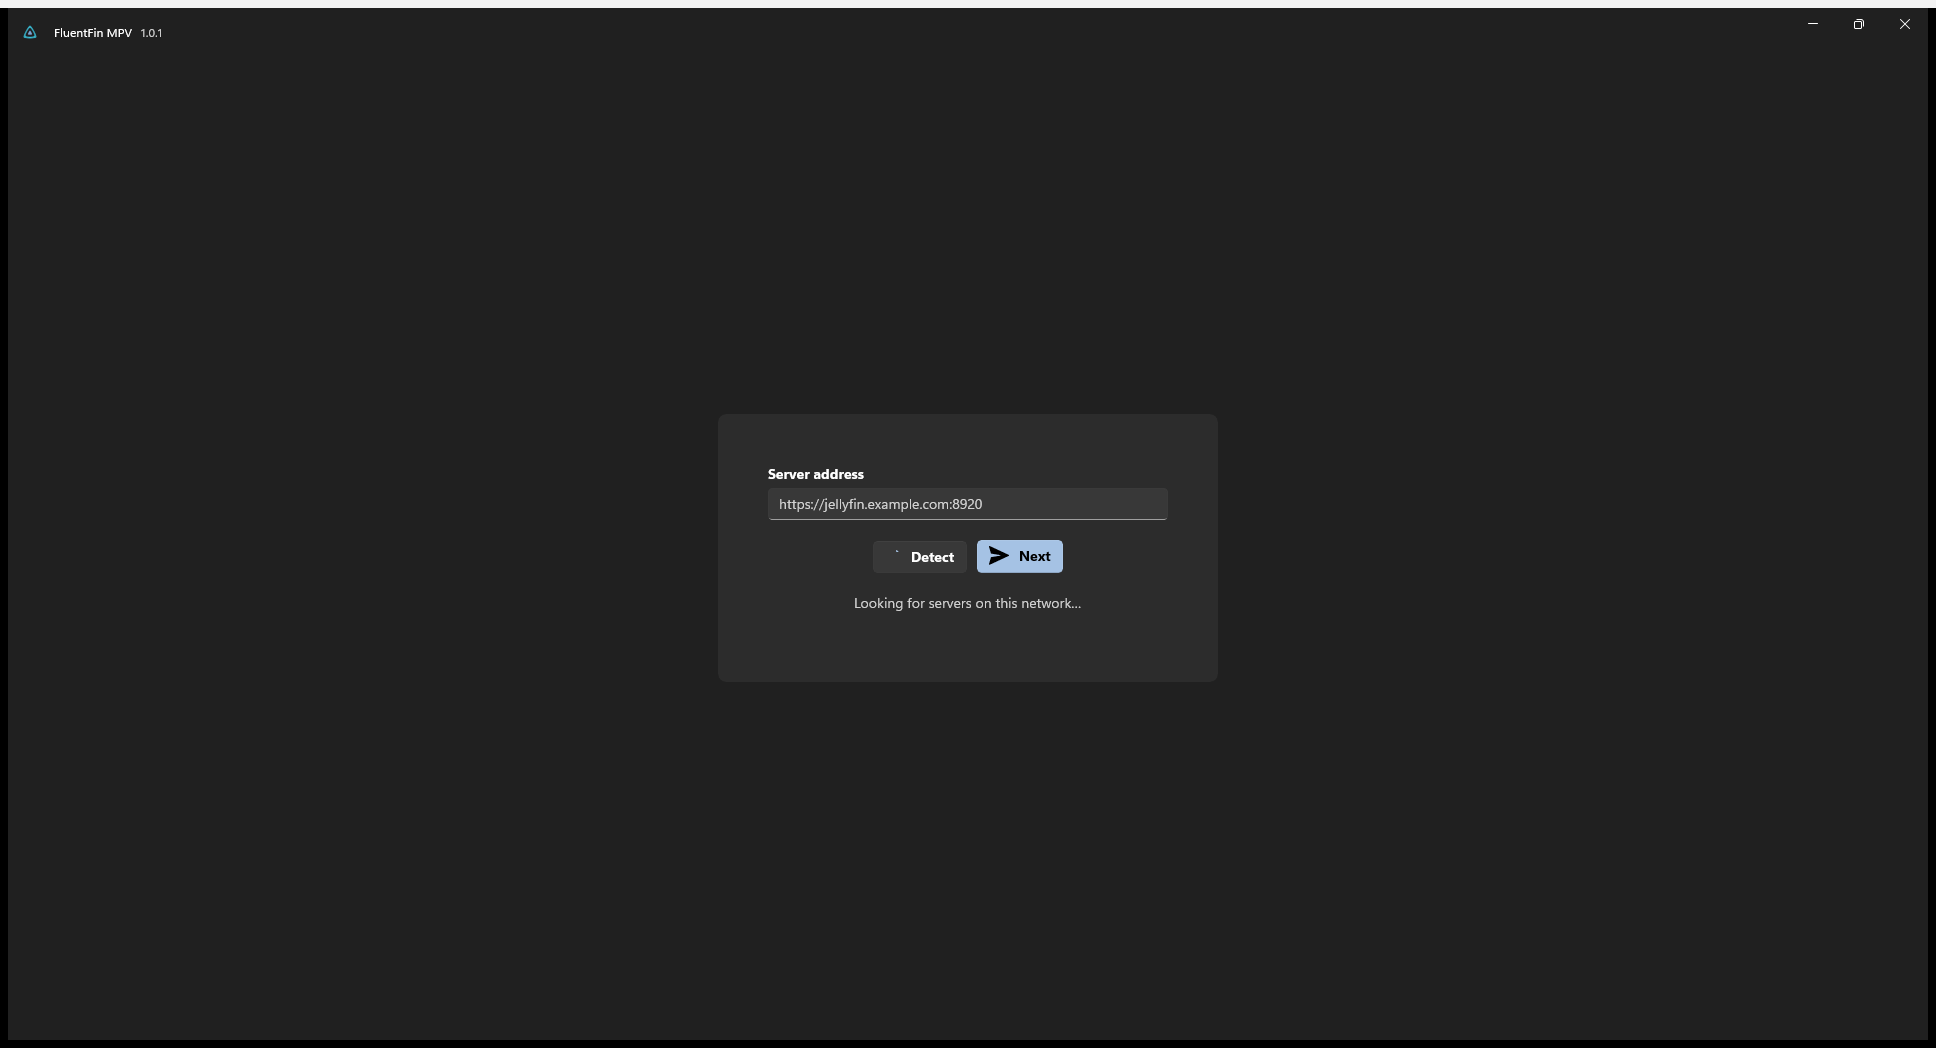 FluentFin MPV 1.0.1
Server address
https://jellyfin.example.com:8920
Detect
Next
Looking for servers on this network...